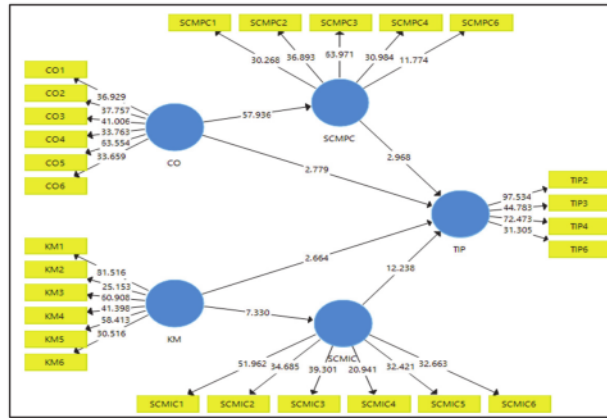 SCMPC1 SCMPC2 SCMPC3 SCMPC4 SCMPC6
30.268 36.893 63.971 30.984 11.774
SCMPC
CO1
CO2
CO3
CO4
CO5
CO6
36.929
37.757
41.006
33.763
63.554
33.659
CO
57.936
2.779
2.968
TIP2
TIP3
TIP4
TIP6
97.534
44.783
72.473
31.305
TIP
KM1
KM2
KM3
KM4
KM5
KM6
31.516
25.153
60.908
41.398
58.413
30.516
KM
2.664
7.330
12.238
SCMIC
51.962 34.685 39.301 20.941 32.421 32.663
SCMIC1 SCMIC2 SCMIC3 SCMIC4 SCMIC5 SCMIC6